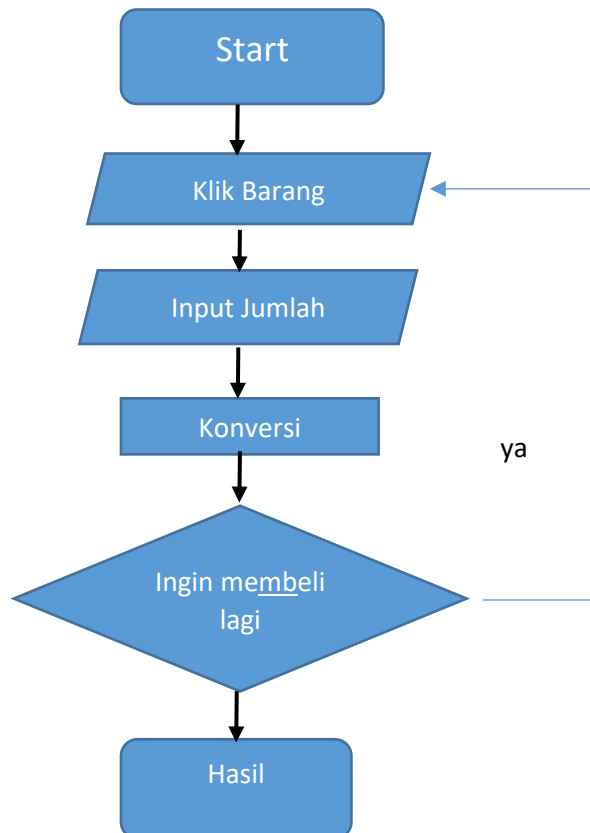 Start
Klik Barang
Input Jumlah
Konversi
ya
Ingin membeli
lagi
Hasil